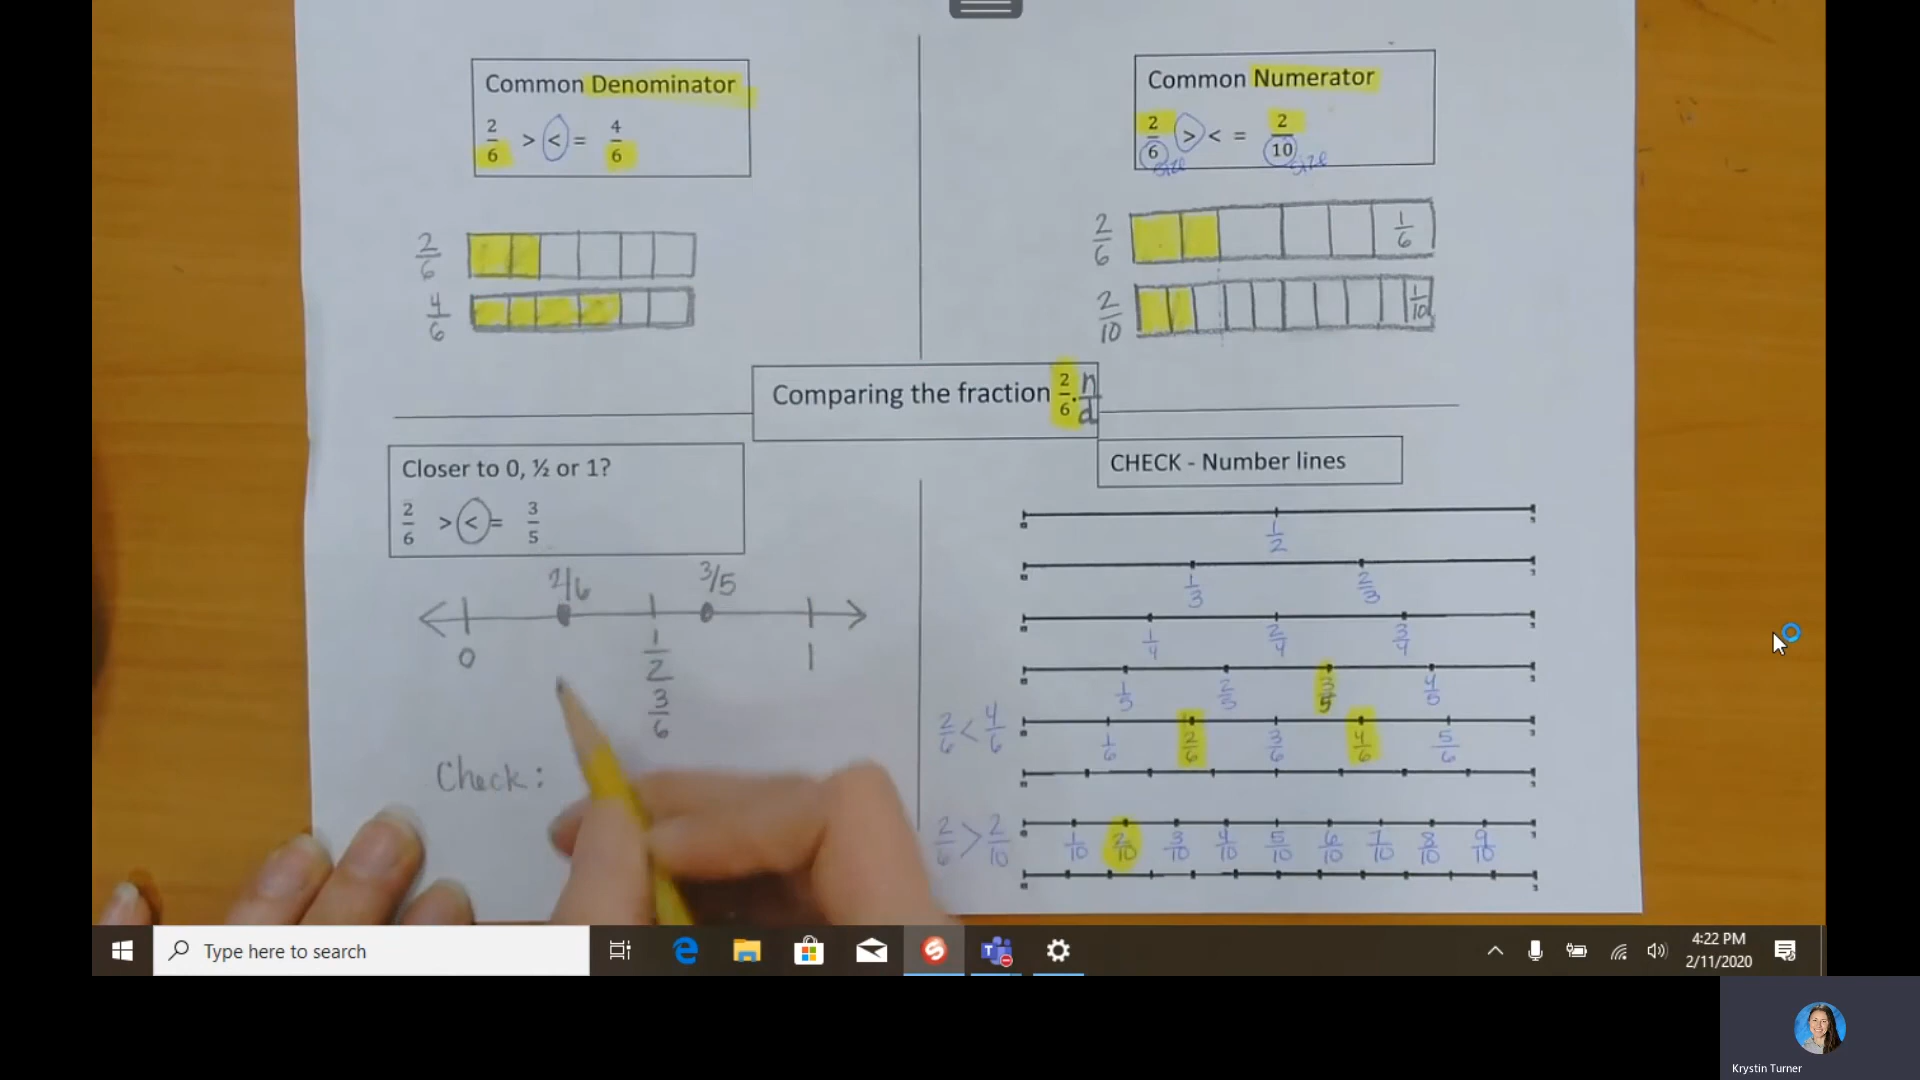 Common Denominator
2/6 > < = 4/6
2/6
4/6
Common Numerator
2/6 > < = 2/10
size size
2/6
1/6
2/10
1/10
Comparing the fraction 2/6. n/d
Closer to 0, ½ or 1?
2/6 > < = 3/5
2/6 3/5
0 1/2 1
3/6
Check:
CHECK - Number lines
1/2
1/3 2/3
1/4 2/4 3/4
1/5 2/5 3/5 4/5
2/6 < 4/6
1/6 2/6 3/6 4/6 5/6
2/6 > 2/10
1/10 2/10 3/10 4/10 5/10 6/10 7/10 8/10 9/10
Type here to search
4:22 PM
2/11/2020
Krystin Turner